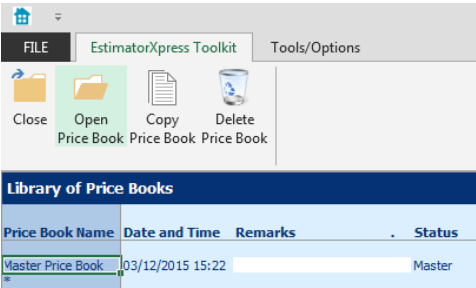 FILE EstimatorXpress Toolkit Tools/Options
Close Open Copy Delete
Price Book Price Book Price Book
Library of Price Books
Price Book Name Date and Time Remarks . Status
Master Price Book 03/12/2015 15:22 Master
*